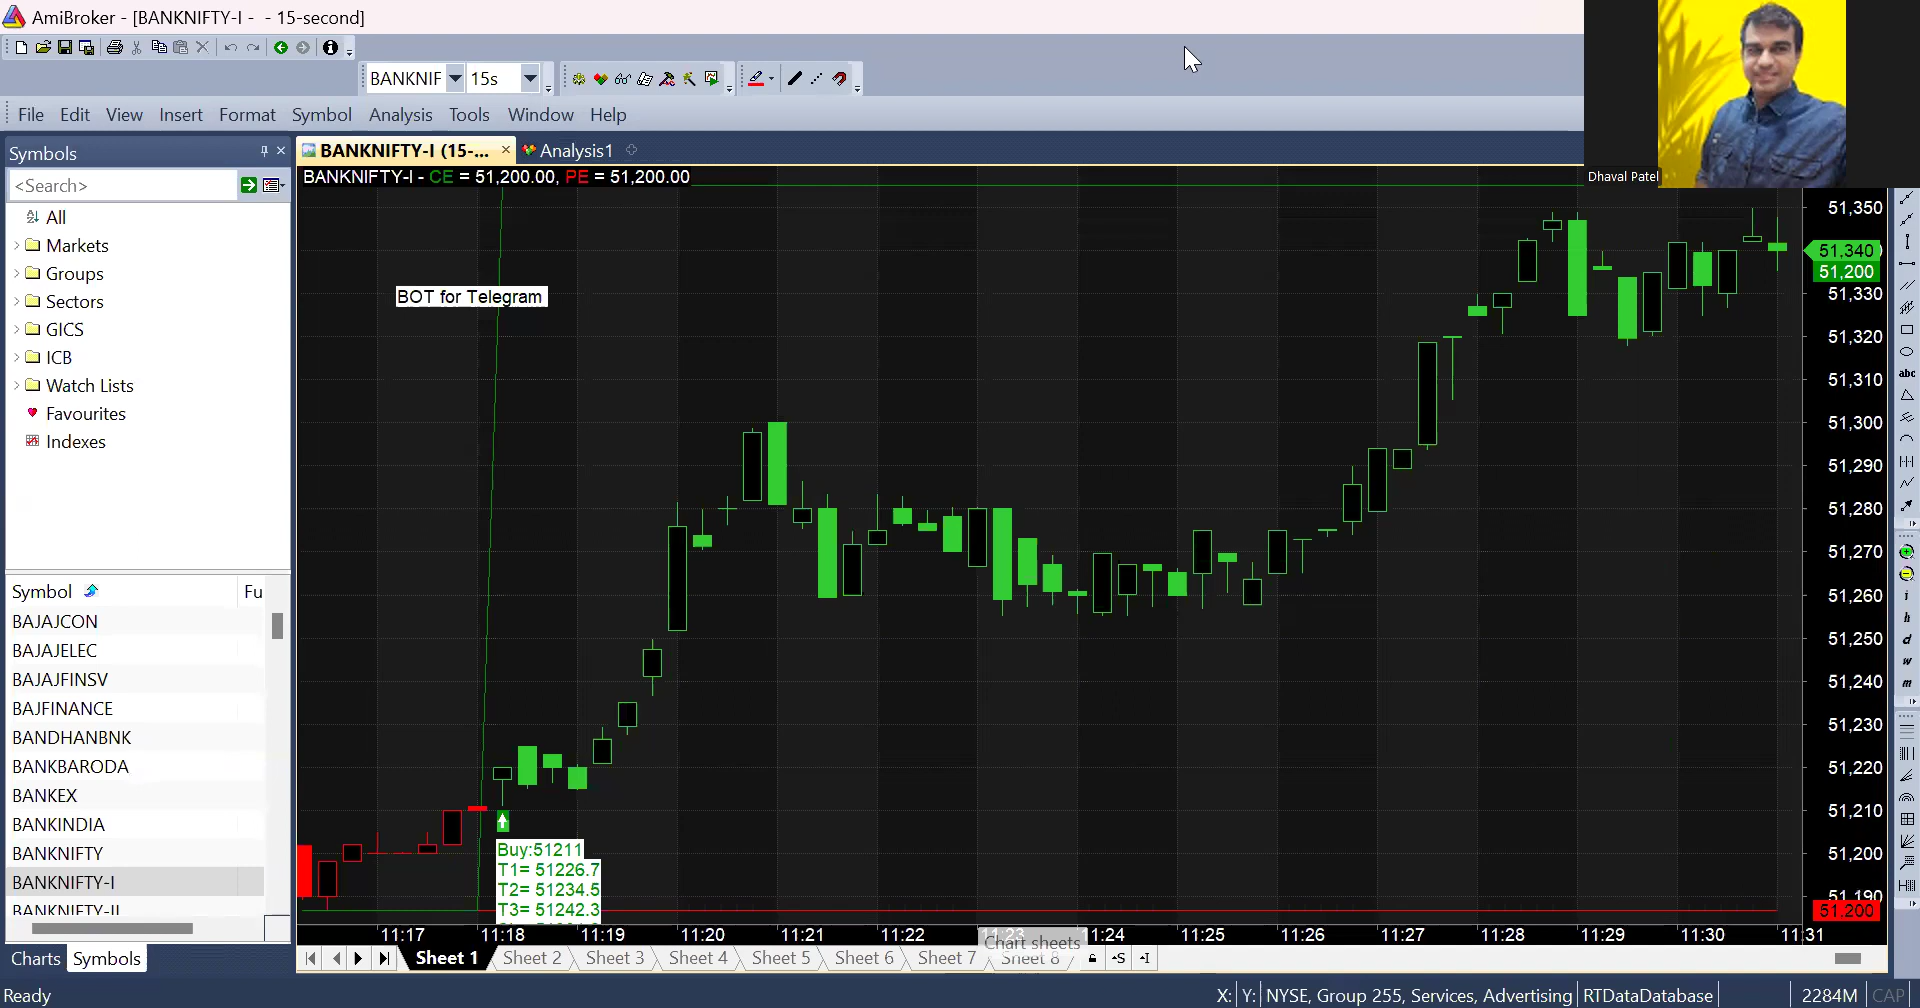 AmiBroker - [BANKNIFTY-I - - 15-second]
BANKNIF 15s
File Edit View Insert Format Symbol Analysis Tools Window Help
Dhaval Patel
Symbols
BANKNIFTY-I (15-... Analysis1
BANKNIFTY-I - CE = 51,200.00, PE = 51,200.00
<Search>
All
Markets
Groups
Sectors
GICS
ICB
Watch Lists
Favourites
Indexes
BOT for Telegram
51,350
51,340
51,200
51,330
51,320
51,310
51,300
51,290
51,280
51,270
51,260
51,250
51,240
51,230
51,220
51,210
51,200
51,190
51,200
abc
i
h
d
w
m
Symbol Fu
BAJAJCON
BAJAJELEC
BAJAJFINSV
BAJFINANCE
BANDHANBNK
BANKBARODA
BANKEX
BANKINDIA
BANKNIFTY
BANKNIFTY-I
BANKNIFTY-II
Buy:51211
T1= 51226.7
T2= 51234.5
T3= 51242.3
11:17 11:18 11:19 11:20 11:21 11:22 11:23 11:24 11:25 11:26 11:27 11:28 11:29 11:30 11:31
Chart sheets
Charts Symbols
Sheet 1 Sheet 2 Sheet 3 Sheet 4 Sheet 5 Sheet 6 Sheet 7 Sheet 8
Ready
X: Y: NYSE, Group 255, Services, Advertising RTDataDatabase 2284M CAP